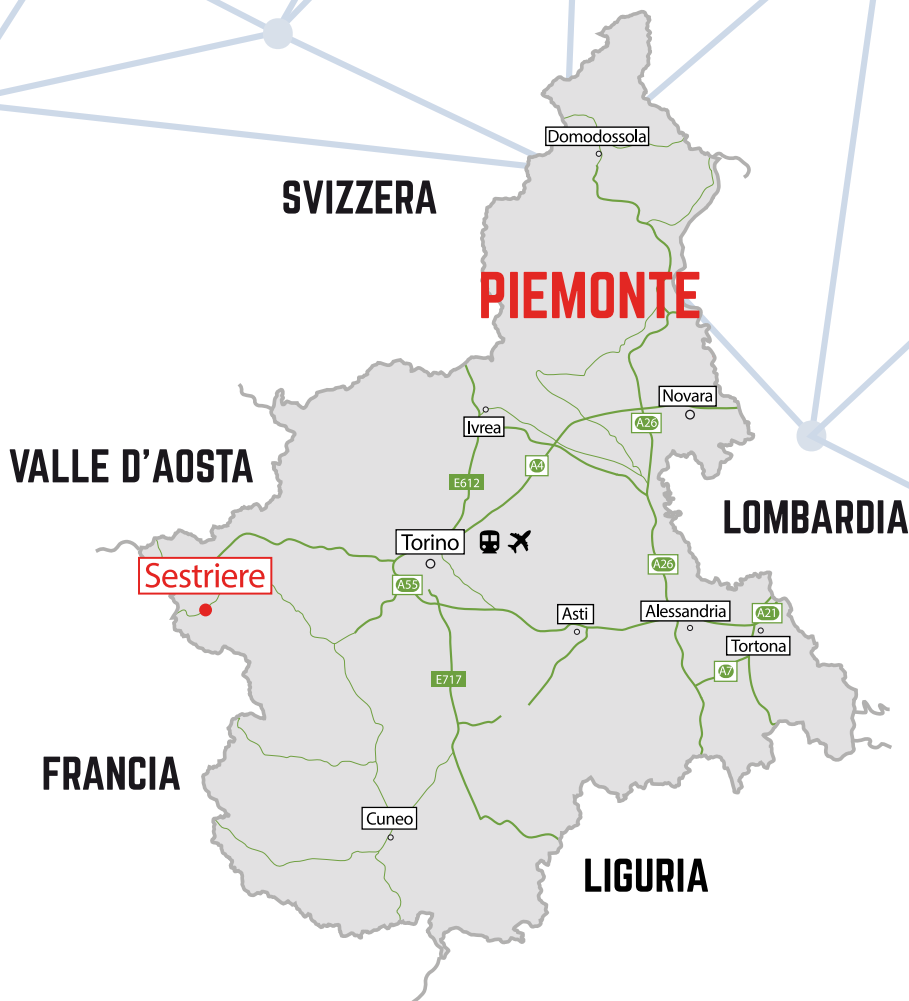 Domodossola
SVIZZERA
PIEMONTE
Novara
A26
Ivrea
VALLE D'AOSTA
A4
E612
LOMBARDIA
Torino
A26
Sestriere
A55
Asti
Alessandria
A21
Tortona
A7
E717
FRANCIA
Cuneo
LIGURIA